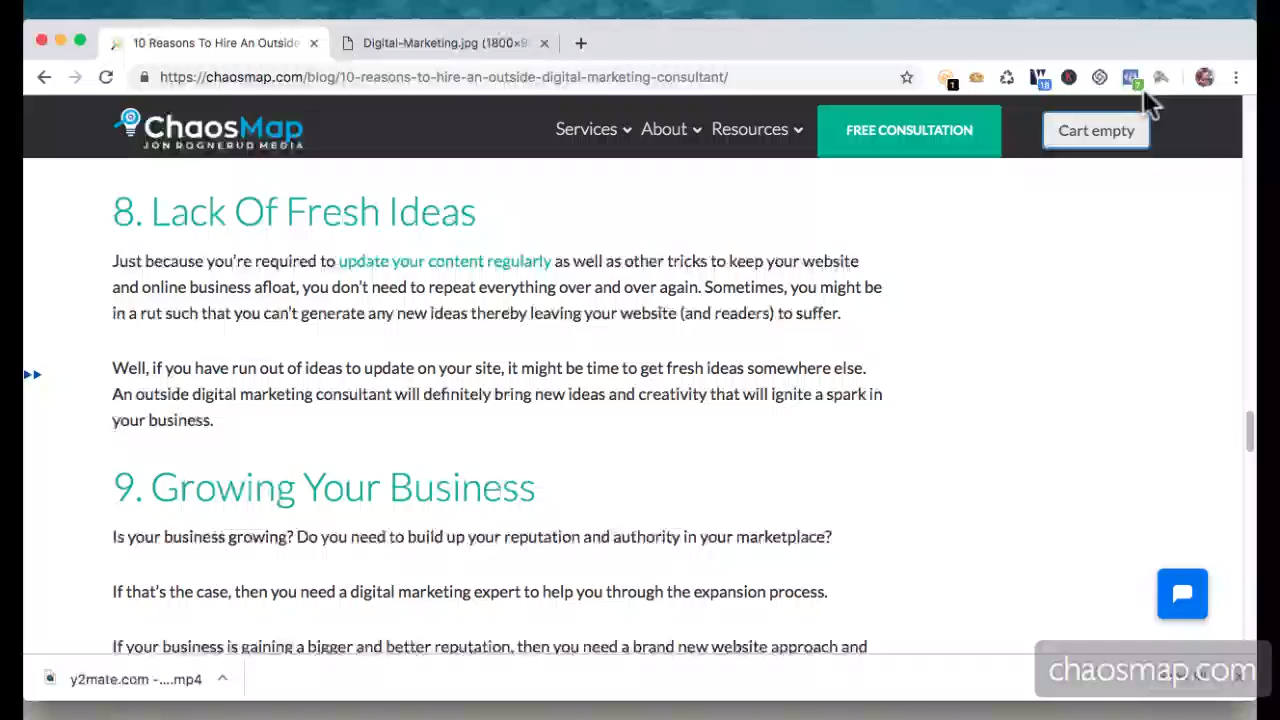 10 Reasons To Hire An Outside
Digital-Marketing.jpg (1800×9
https://chaosmap.com/blog/10-reasons-to-hire-an-outside-digital-marketing-consultant/
1
18
7
ChaosMap
JON ROGNERUD MEDIA
Services
About
Resources
FREE CONSULTATION
Cart empty
8. Lack Of Fresh Ideas
Just because you're required to update your content regularly as well as other tricks to keep your website
and online business afloat, you don't need to repeat everything over and over again. Sometimes, you might be
in a rut such that you can't generate any new ideas thereby leaving your website (and readers) to suffer.
Well, if you have run out of ideas to update on your site, it might be time to get fresh ideas somewhere else.
An outside digital marketing consultant will definitely bring new ideas and creativity that will ignite a spark in
your business.
9. Growing Your Business
Is your business growing? Do you need to build up your reputation and authority in your marketplace?
If that's the case, then you need a digital marketing expert to help you through the expansion process.
If your business is gaining a bigger and better reputation, then you need a brand new website approach and
y2mate.com -....mp4
chaosmap.com